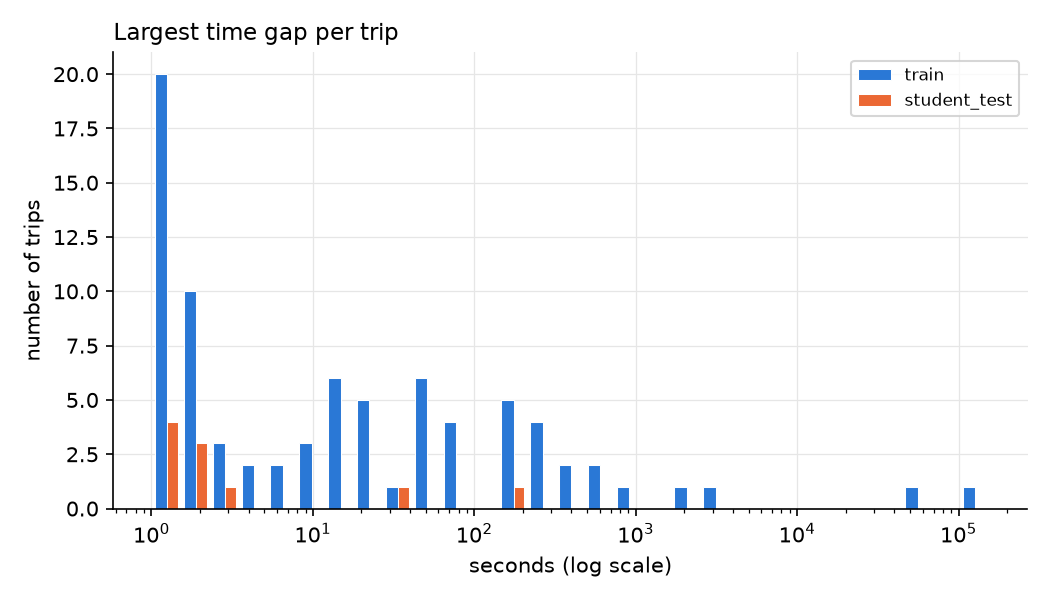 Largest time gap per trip
train
student_test
number of trips
20.0
17.5
15.0
12.5
10.0
7.5
5.0
2.5
0.0
10⁰ 10¹ 10² 10³ 10⁴ 10⁵
seconds (log scale)